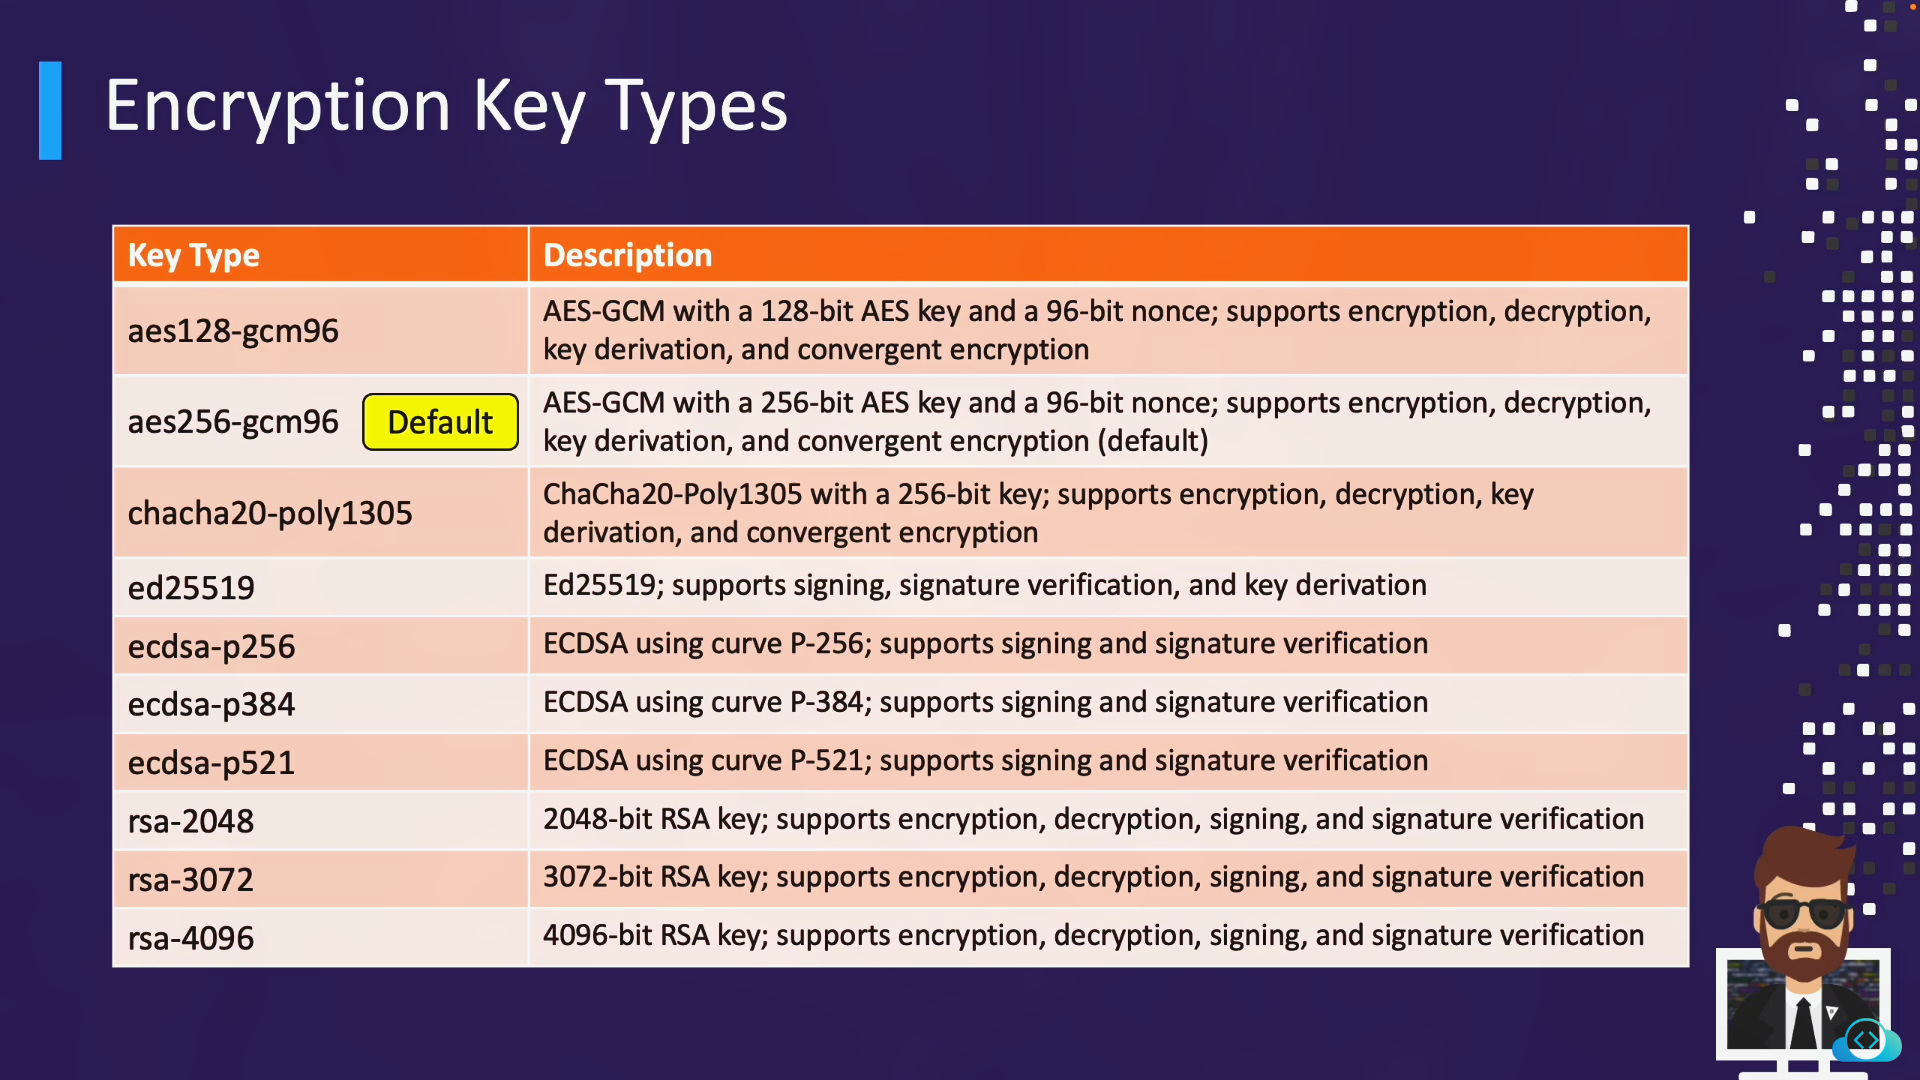 Encryption Key Types
Key Type
Description
aes128-gcm96
AES-GCM with a 128-bit AES key and a 96-bit nonce; supports encryption, decryption,
key derivation, and convergent encryption
aes256-gcm96
Default
AES-GCM with a 256-bit AES key and a 96-bit nonce; supports encryption, decryption,
key derivation, and convergent encryption (default)
chacha20-poly1305
ChaCha20-Poly1305 with a 256-bit key; supports encryption, decryption, key
derivation, and convergent encryption
ed25519
Ed25519; supports signing, signature verification, and key derivation
ecdsa-p256
ECDSA using curve P-256; supports signing and signature verification
ecdsa-p384
ECDSA using curve P-384; supports signing and signature verification
ecdsa-p521
ECDSA using curve P-521; supports signing and signature verification
rsa-2048
2048-bit RSA key; supports encryption, decryption, signing, and signature verification
rsa-3072
3072-bit RSA key; supports encryption, decryption, signing, and signature verification
rsa-4096
4096-bit RSA key; supports encryption, decryption, signing, and signature verification